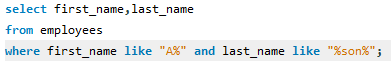 select first_name,last_name
from employees
where first_name like "A%" and last_name like "%son%";